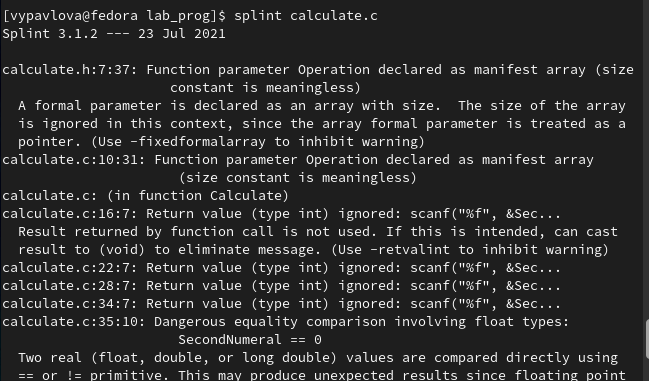 [vypavlova@fedora lab_prog]$ splint calculate.c
Splint 3.1.2 --- 23 Jul 2021
calculate.h:7:37: Function parameter Operation declared as manifest array (size
constant is meaningless)
A formal parameter is declared as an array with size.  The size of the array
is ignored in this context, since the array formal parameter is treated as a
pointer. (Use -fixedformalarray to inhibit warning)
calculate.c:10:31: Function parameter Operation declared as manifest array
(size constant is meaningless)
calculate.c: (in function Calculate)
calculate.c:16:7: Return value (type int) ignored: scanf("%f", &Sec...
Result returned by function call is not used. If this is intended, can cast
result to (void) to eliminate message. (Use -retvalint to inhibit warning)
calculate.c:22:7: Return value (type int) ignored: scanf("%f", &Sec...
calculate.c:28:7: Return value (type int) ignored: scanf("%f", &Sec...
calculate.c:34:7: Return value (type int) ignored: scanf("%f", &Sec...
calculate.c:35:10: Dangerous equality comparison involving float types:
SecondNumeral == 0
Two real (float, double, or long double) values are compared directly using
== or != primitive. This may produce unexpected results since floating point